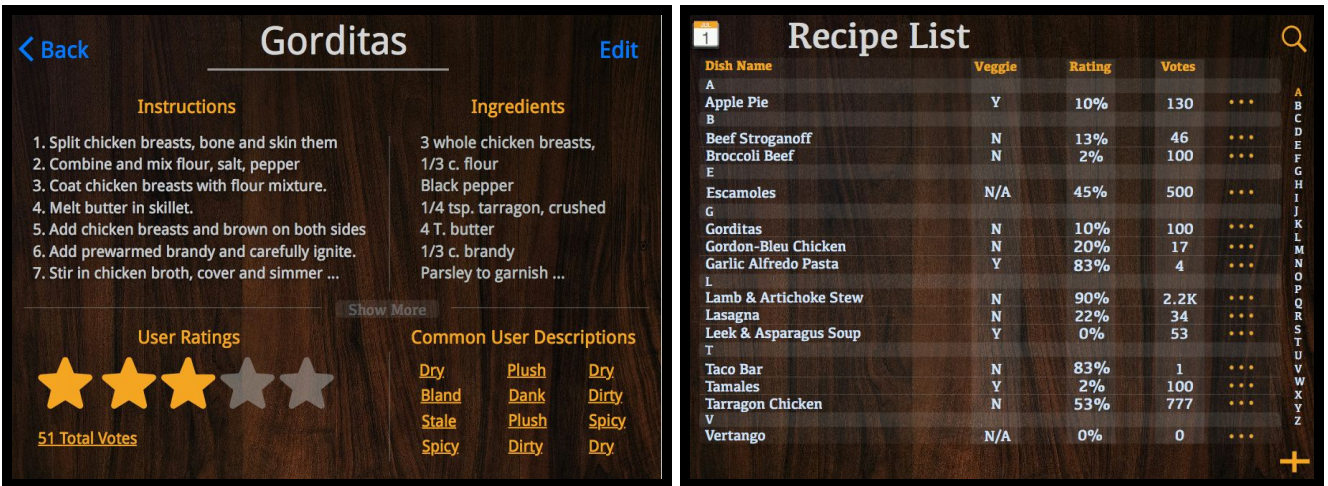 Back
Gorditas
Edit
Instructions
1. Split chicken breasts, bone and skin them
2. Combine and mix flour, salt, pepper
3. Coat chicken breasts with flour mixture.
4. Melt butter in skillet.
5. Add chicken breasts and brown on both sides
6. Add prewarmed brandy and carefully ignite.
7. Stir in chicken broth, cover and simmer ...
Ingredients
3 whole chicken breasts,
1/3 c. flour
Black pepper
1/4 tsp. tarragon, crushed
4 T. butter
1/3 c. brandy
Parsley to garnish ...
Show More
User Ratings
51 Total Votes
Common User Descriptions
Dry Plush Dry
Bland Dank Dirty
Stale Plush Spicy
Spicy Dirty Dry
JUL
1
Recipe List
Dish Name Veggie Rating Votes
A
Apple Pie Y 10% 130 •••
B
Beef Stroganoff N 13% 46 •••
Broccoli Beef N 2% 100 •••
E
Escamoles N/A 45% 500 •••
G
Gorditas N 10% 100 •••
Gordon-Bleu Chicken N 20% 17 •••
Garlic Alfredo Pasta Y 83% 4 •••
L
Lamb & Artichoke Stew N 90% 2.2K •••
Lasagna N 22% 34 •••
Leek & Asparagus Soup Y 0% 53 •••
T
Taco Bar N 83% 1 •••
Tamales Y 2% 100 •••
Tarragon Chicken N 53% 777 •••
V
Vertango N/A 0% 0 •••
A
B
C
D
E
F
G
H
I
J
K
L
M
N
O
P
Q
R
S
T
U
V
W
X
Y
Z